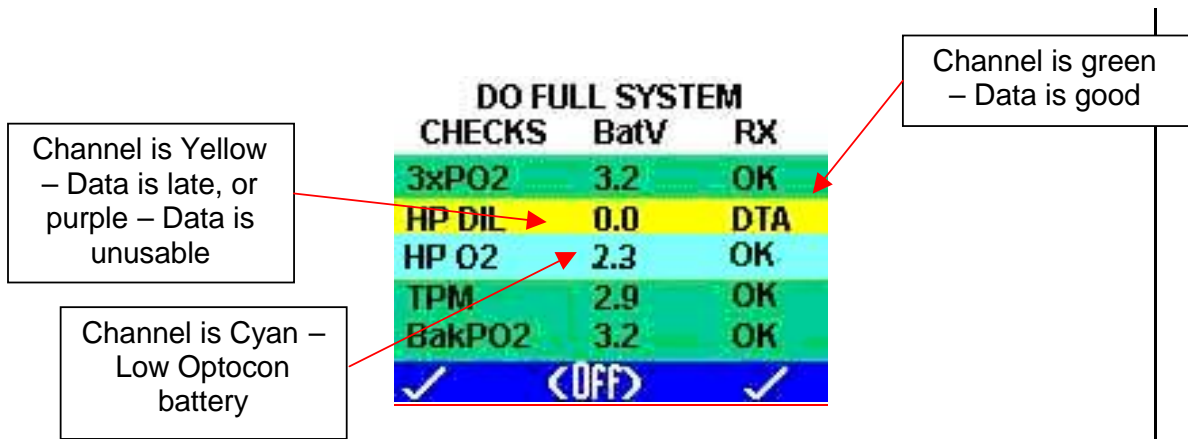 Channel is green
– Data is good
DO FULL SYSTEM
CHECKS BatV RX
3xPO2 3.2 OK
HP DIL 0.0 DTA
HP O2 2.3 OK
TPM 2.9 OK
BakPO2 3.2 OK
✓ <OFF> ✓
Channel is Yellow
– Data is late, or
purple – Data is
unusable
Channel is Cyan –
Low Optocon
battery